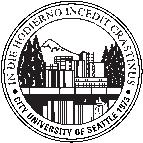 IN DIE HODIERNO INCEDIT CRASTINUS
• CITY UNIVERSITY OF SEATTLE 1973 •